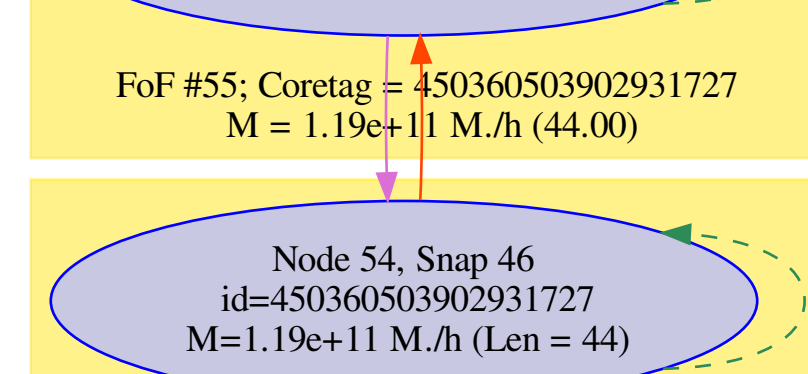 FoF #55; Coretag = 450360503902931727
M = 1.19e+11 M./h (44.00)
Node 54, Snap 46
id=450360503902931727
M=1.19e+11 M./h (Len = 44)